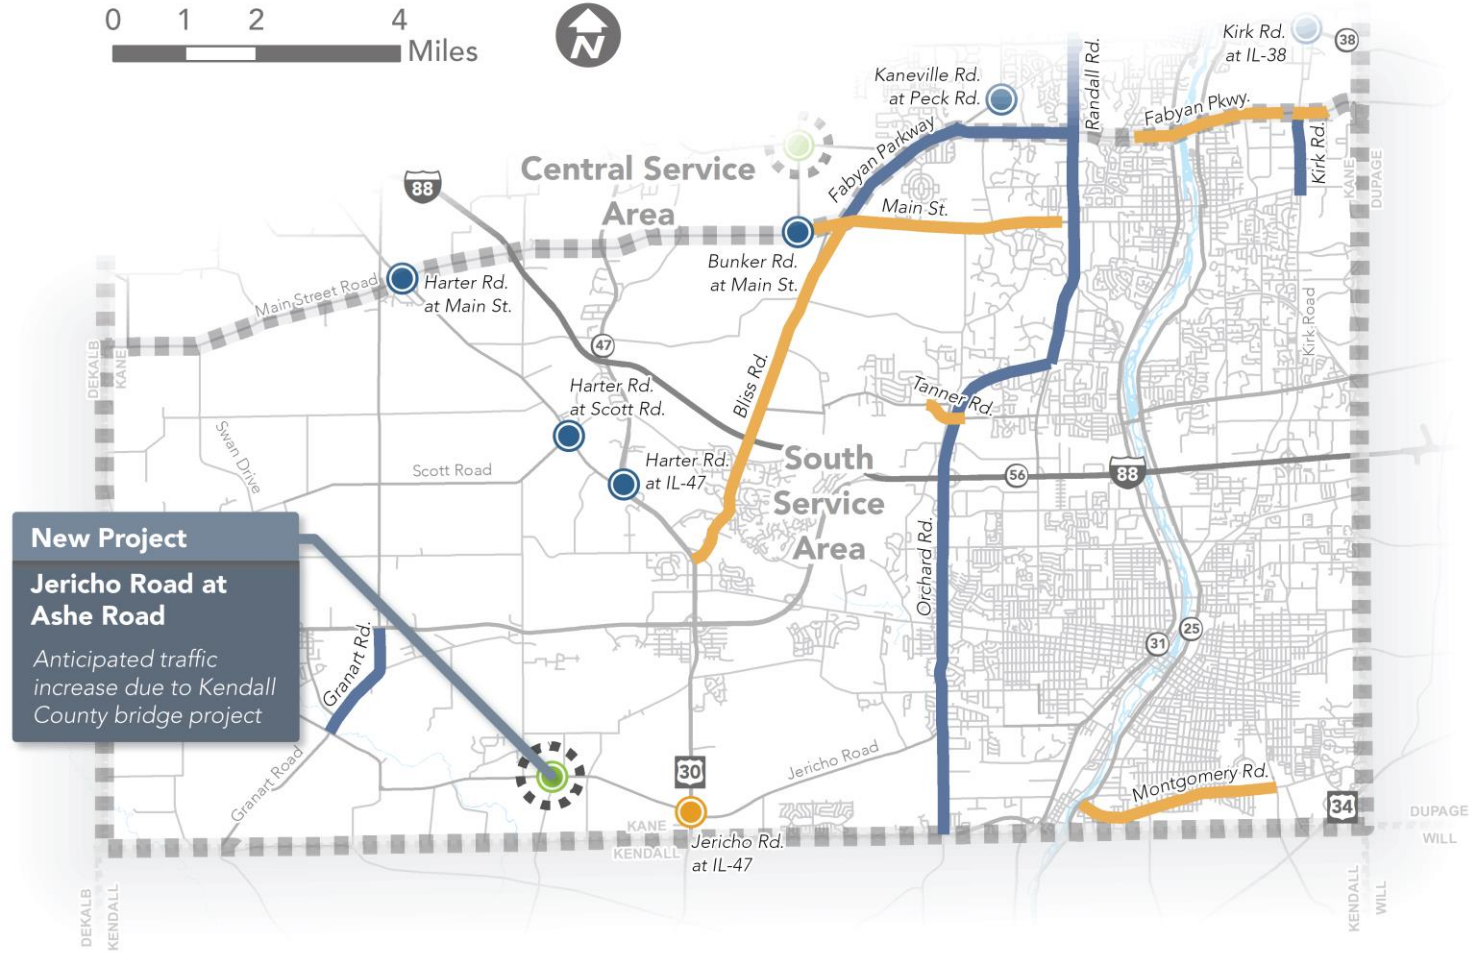 0 1 2 4
Miles
N
Kirk Rd.
at IL-38
38
Kaneville Rd.
at Peck Rd.
Randall Rd.
Fabyan Pkwy.
Kirk Rd.
KANE
DUPAGE
Fabyan Parkway
Central Service
Area
88
Main St.
Bunker Rd.
at Main St.
Harter Rd.
at Main St.
Main Street Road
DEKALB
KANE
47
Kirk Road
Harter Rd.
at Scott Rd.
Bliss Rd.
Tanner Rd.
Swan Drive
Scott Road
Harter Rd.
at IL-47
South
Service
Area
56
88
Orchard Rd.
New Project
Jericho Road at
Ashe Road
Anticipated traffic
increase due to Kendall
County bridge project
Granart Rd.
31
25
Granart Road
30
Jericho Road
Montgomery Rd.
34
KANE
KENDALL
Jericho Rd.
at IL-47
DUPAGE
WILL
DEKALB
KENDALL
KENDALL
WILL